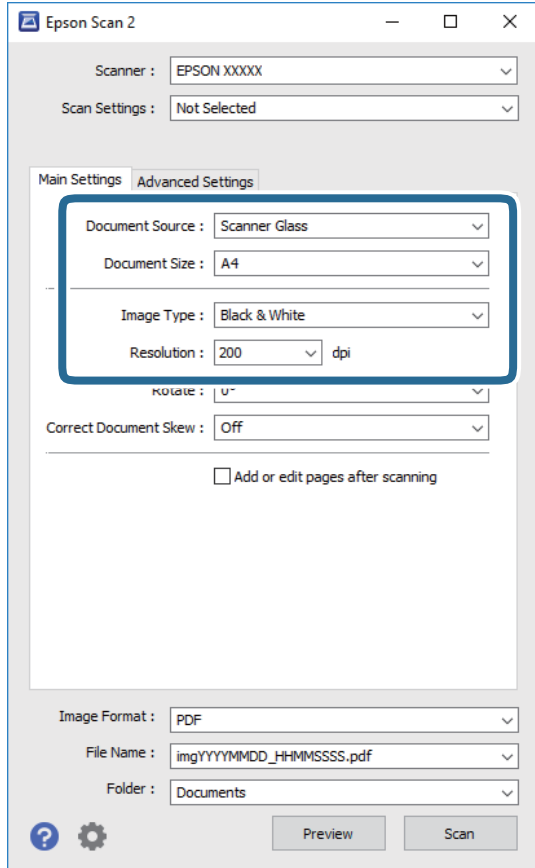 Epson Scan 2
Scanner : EPSON XXXXX
Scan Settings : Not Selected
Main Settings Advanced Settings
Document Source : Scanner Glass
Document Size : A4
Image Type : Black & White
Resolution : 200 dpi
Rotate : 0°
Correct Document Skew : Off
Add or edit pages after scanning
Image Format : PDF
File Name : imgYYYYMMDD_HHMMSSSS.pdf
Folder : Documents
? Preview Scan